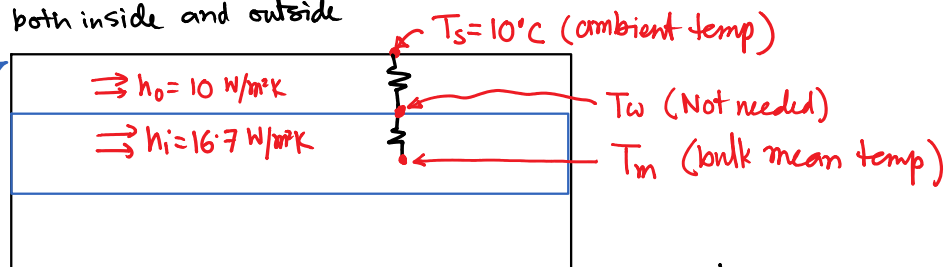 both inside and outside
Ts = 10°C (ambient temp)
ho = 10 W/m²K
Tw (Not needed)
hi = 16.7 W/m²K
Tm (bulk mean temp)